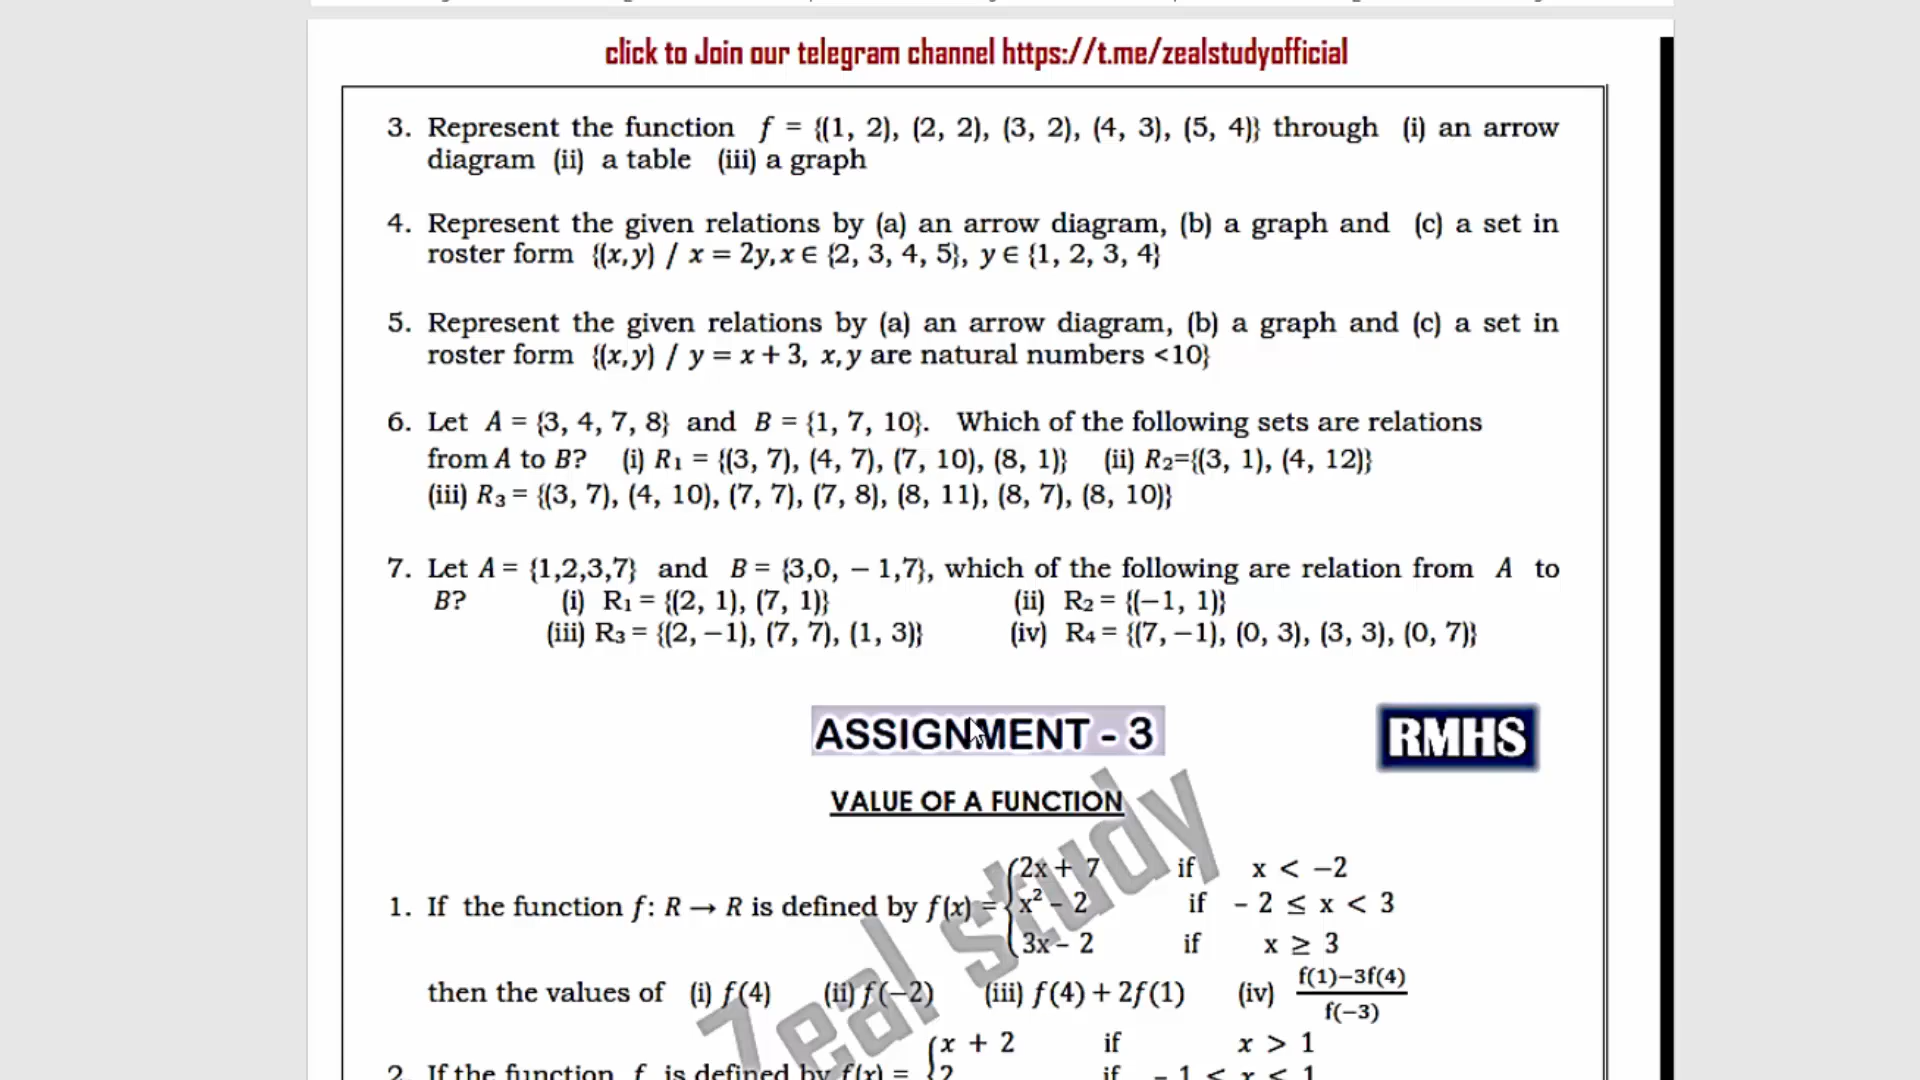 click to Join our telegram channel https://t.me/zealstudyofficial
3. Represent the function f = {(1, 2), (2, 2), (3, 2), (4, 3), (5, 4)} through (i) an arrow
diagram (ii) a table (iii) a graph
4. Represent the given relations by (a) an arrow diagram, (b) a graph and (c) a set in
roster form {(x,y) / x = 2y, x ∈ {2, 3, 4, 5}, y ∈ {1, 2, 3, 4}
5. Represent the given relations by (a) an arrow diagram, (b) a graph and (c) a set in
roster form {(x,y) / y = x + 3, x, y are natural numbers <10}
6. Let A = {3, 4, 7, 8} and B = {1, 7, 10}. Which of the following sets are relations
from A to B? (i) R₁ = {(3, 7), (4, 7), (7, 10), (8, 1)} (ii) R₂={(3, 1), (4, 12)}
(iii) R₃ = {(3, 7), (4, 10), (7, 7), (7, 8), (8, 11), (8, 7), (8, 10)}
7. Let A = {1,2,3,7} and B = {3,0, – 1,7}, which of the following are relation from A to
B? (i) R₁ = {(2, 1), (7, 1)} (ii) R₂ = {(–1, 1)}
(iii) R₃ = {(2, –1), (7, 7), (1, 3)} (iv) R₄ = {(7, –1), (0, 3), (3, 3), (0, 7)}
ASSIGNMENT - 3
RMHS
VALUE OF A FUNCTION
2x + 7 if x < −2
1. If the function f: R → R is defined by f(x) = { x² − 2 if − 2 ≤ x < 3
3x − 2 if x ≥ 3
then the values of (i) f(4) (ii) f(−2) (iii) f(4) + 2f(1) (iv) f(1)−3f(4)
f(−3)
x + 2 if x > 1
2. If the function f is defined by f(x) = { 2 if − 1 ≤ x ≤ 1
Zeal study